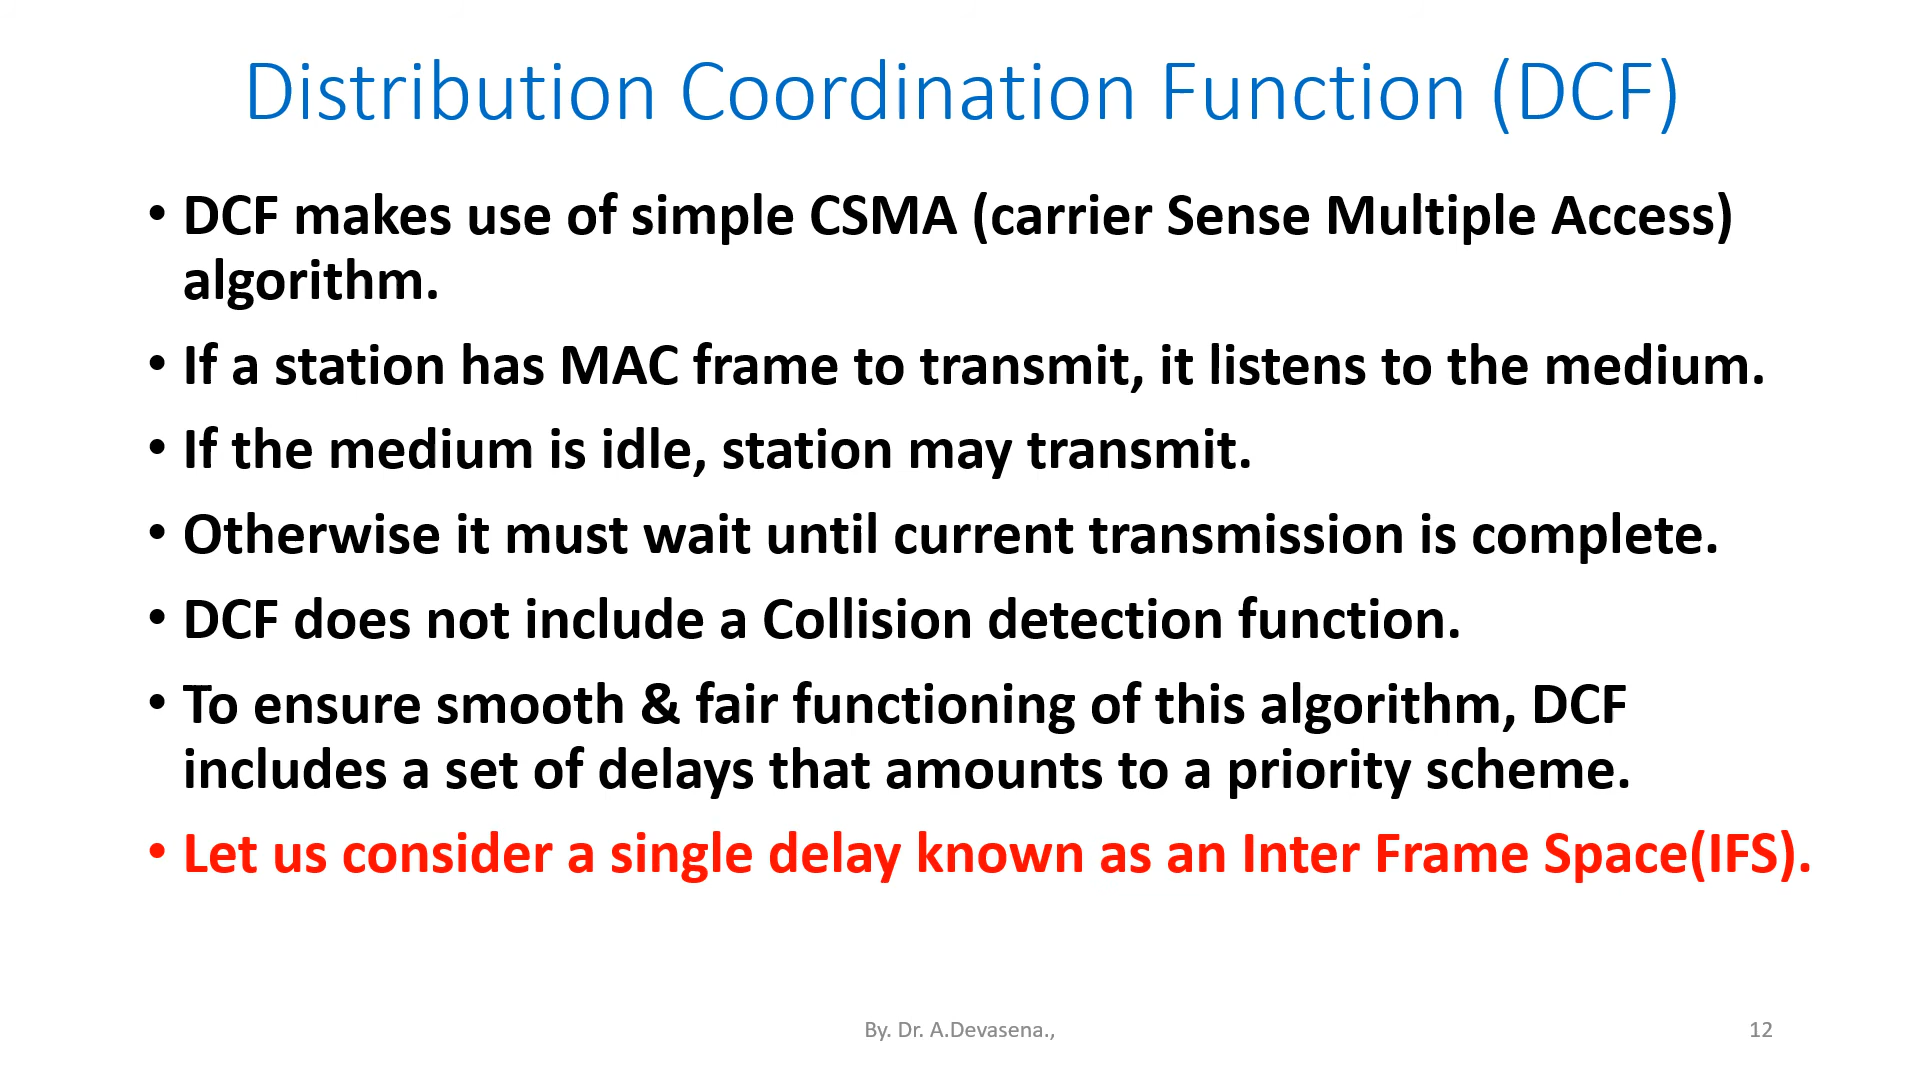 Distribution Coordination Function (DCF)
• DCF makes use of simple CSMA (carrier Sense Multiple Access)
algorithm.
• If a station has MAC frame to transmit, it listens to the medium.
• If the medium is idle, station may transmit.
• Otherwise it must wait until current transmission is complete.
• DCF does not include a Collision detection function.
• To ensure smooth & fair functioning of this algorithm, DCF
includes a set of delays that amounts to a priority scheme.
• Let us consider a single delay known as an Inter Frame Space(IFS).
By. Dr. A.Devasena.,
12